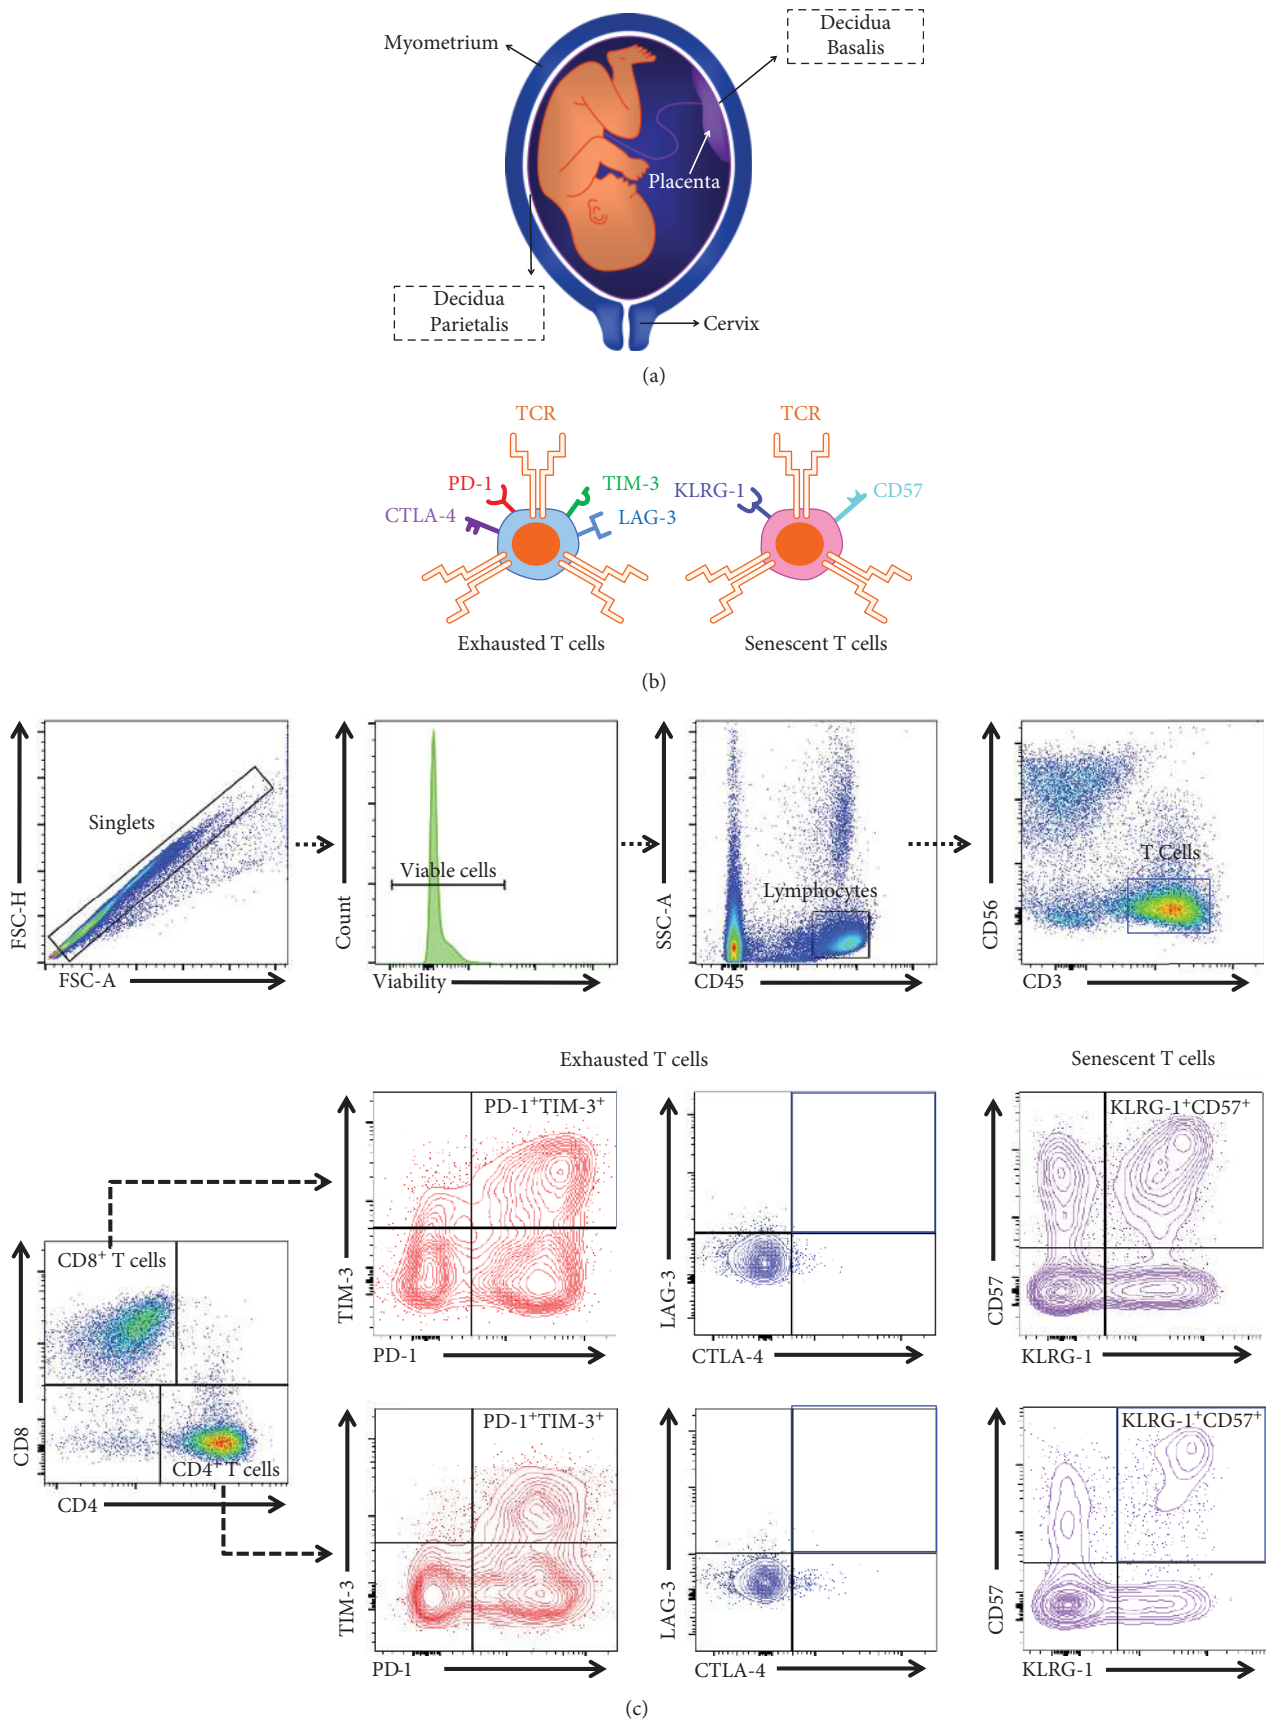 Myometrium
Decidua
Basalis
Placenta
Decidua
Parietalis
Cervix
(a)
TCR
PD-1
TIM-3
CTLA-4
LAG-3
Exhausted T cells
TCR
KLRG-1
CD57
Senescent T cells
(b)
FSC-H
Singlets
FSC-A
Count
Viable cells
Viability
SSC-A
Lymphocytes
CD45
CD56
T Cells
CD3
Exhausted T cells
Senescent T cells
CD8
CD8⁺ T cells
CD4⁺ T cells
CD4
TIM-3
PD-1⁺TIM-3⁺
PD-1
LAG-3
CTLA-4
CD57
KLRG-1⁺CD57⁺
KLRG-1
TIM-3
PD-1⁺TIM-3⁺
PD-1
LAG-3
CTLA-4
CD57
KLRG-1⁺CD57⁺
KLRG-1
(c)